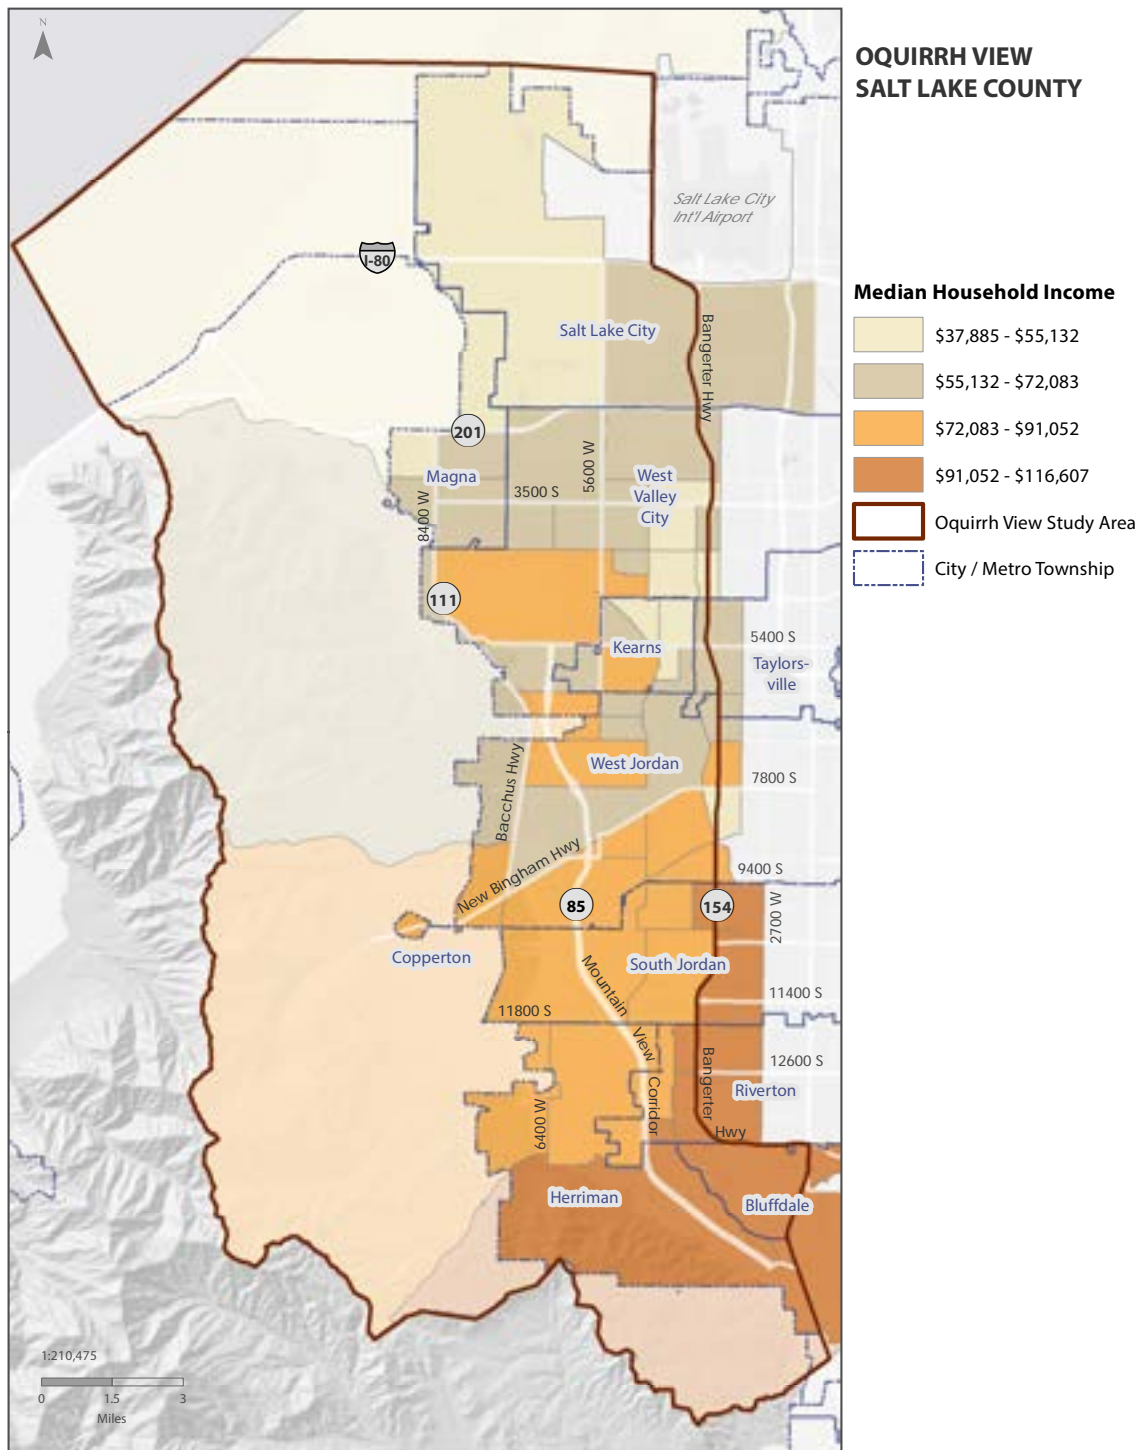 N
OQUIRRH VIEW
SALT LAKE COUNTY
Salt Lake City
Int'l Airport
I-80
Median Household Income
$37,885 - $55,132
$55,132 - $72,083
$72,083 - $91,052
$91,052 - $116,607
Oquirrh View Study Area
City / Metro Township
Salt Lake City
Bangerter Hwy
201
Magna
5600 W
West
Valley
City
3500 S
8400 W
111
Kearns
5400 S
Taylors-
ville
West Jordan
7800 S
Bacchus Hwy
New Bingham Hwy
9400 S
85
154
2700 W
Copperton
South Jordan
Mountain View Corridor
11400 S
11800 S
12600 S
Bangerter Hwy
Riverton
6400 W
Herriman
Bluffdale
1:210,475
0 1.5 3
Miles